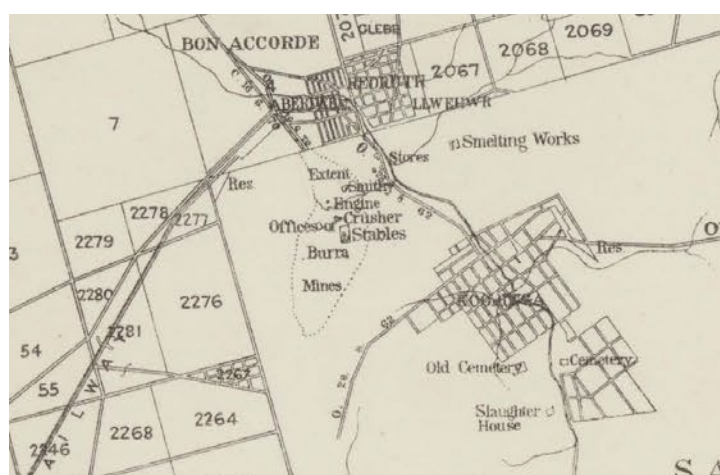 BON ACCORDE
GLEBE
2069
2068
2067
REDRUTH
ABERDARE
LLWCHWR
7
Smelting Works
Stores
Extent
Res.
Smithy
Engine
Crusher
Offices
Stables
Burra
Mines
2278
2277
2279
2280
2276
2281
3
54
55
KOORINGA
Res.
Old Cemetery
Cemetery
2267
Slaughter
House
2246
2268
2264
S A